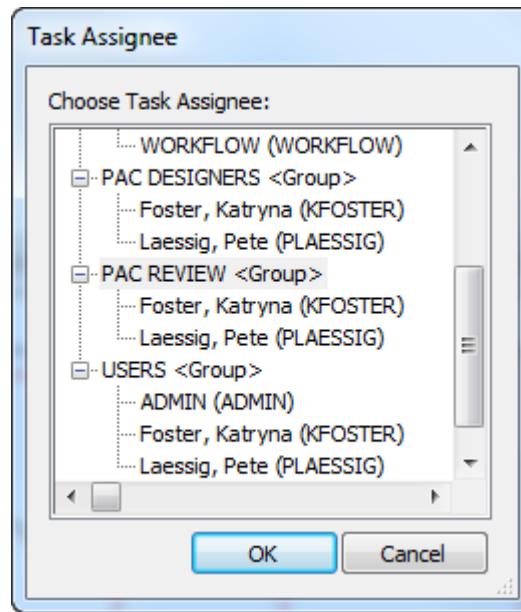 Task Assignee
Choose Task Assignee:
WORKFLOW (WORKFLOW)
PAC DESIGNERS <Group>
Foster, Katryna (KFOSTER)
Laessig, Pete (PLAESSIG)
PAC REVIEW <Group>
Foster, Katryna (KFOSTER)
Laessig, Pete (PLAESSIG)
USERS <Group>
ADMIN (ADMIN)
Foster, Katryna (KFOSTER)
Laessig, Pete (PLAESSIG)
OK Cancel